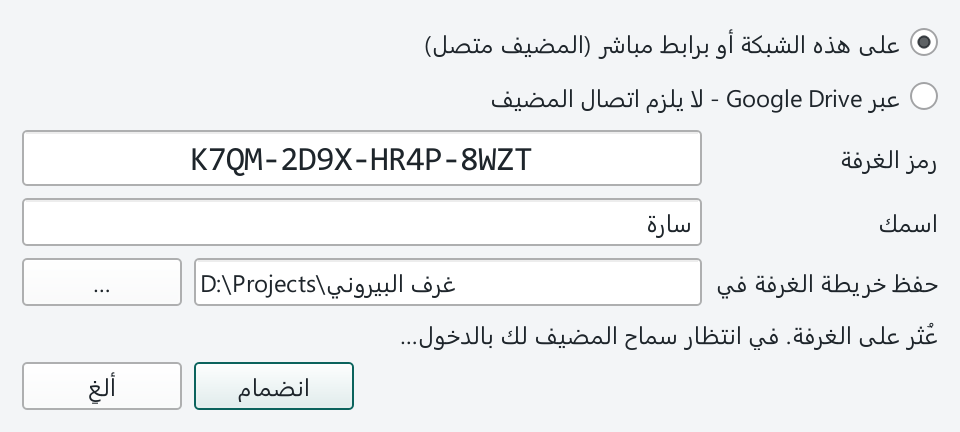 على هذه الشبكة أو برابط مباشر (المضيف متصل)
عبر Google Drive - لا يلزم اتصال المضيف
رمز الغرفة K7QM-2D9X-HR4P-8WZT
اسمك سارة
حفظ خريطة الغرفة في D:\Projects\غرف البيروني ...
عُثر على الغرفة. في انتظار سماح المضيف لك بالدخول...
انضمام ألغِ